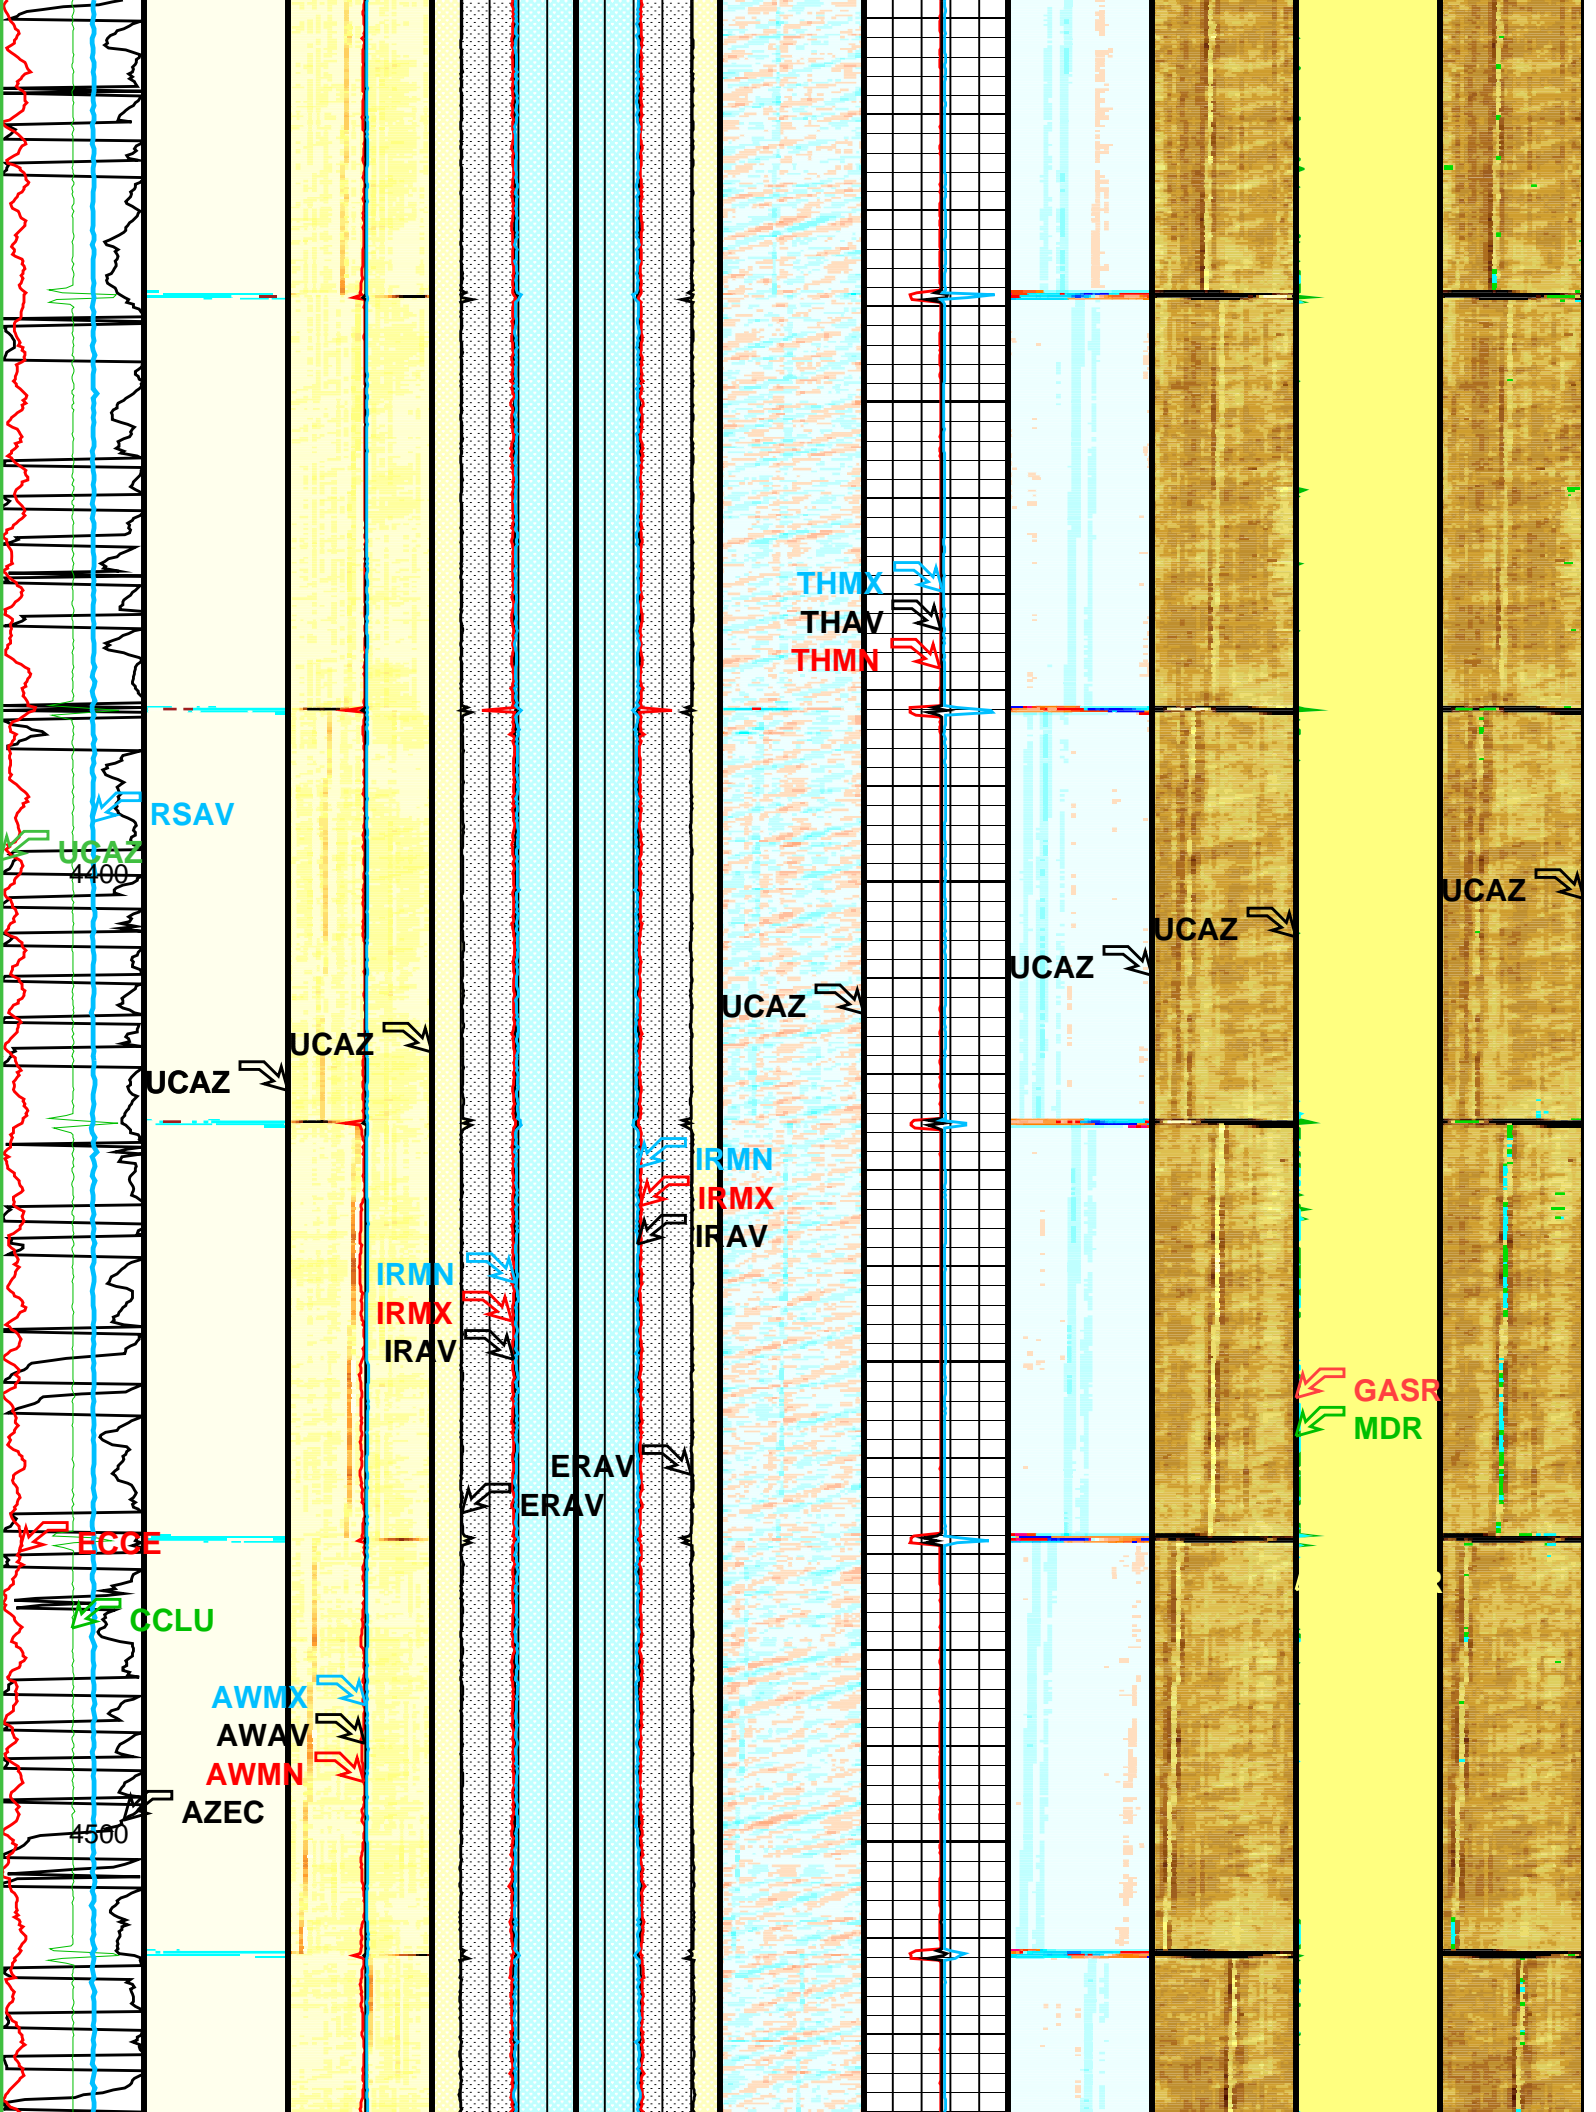 THMX
THAV
THMN
RSAV
UCAZ
4400
UCAZ
UCAZ
UCAZ
UCAZ
UCAZ
UCAZ
IRMN
IRMX
IRAV
IRMN
IRMX
IRAV
GASR
MDR
ERAV
ERAV
ECCE
CCLU
AWMX
AWAV
AWMN
AZEC
4500